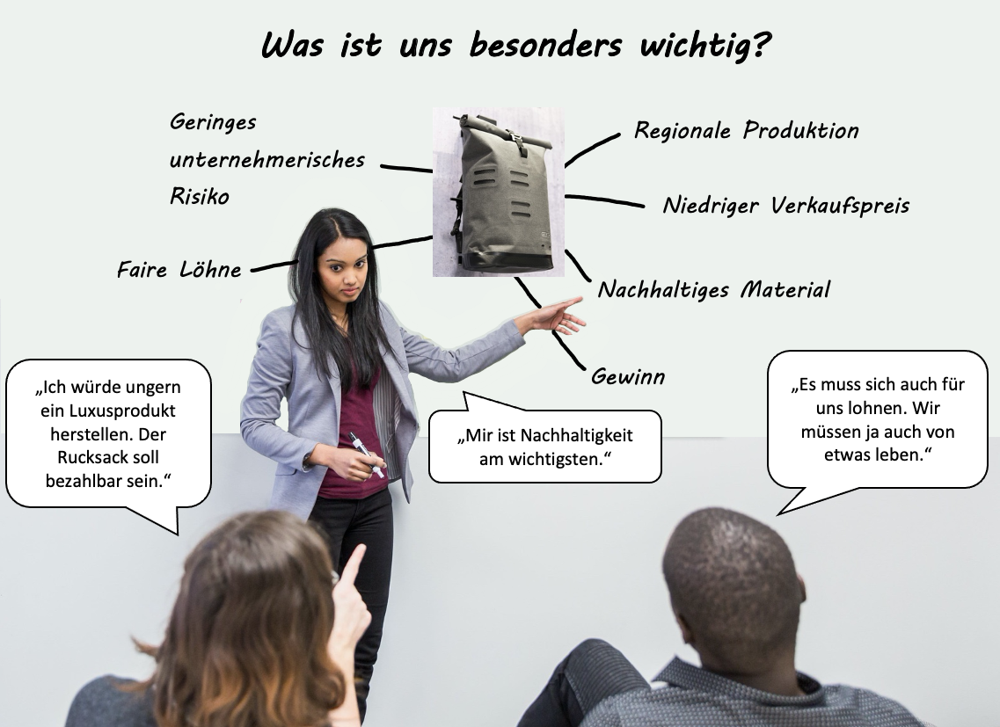 Was ist uns besonders wichtig?
Geringes
unternehmerisches
Risiko
Faire Löhne
Regionale Produktion
Niedriger Verkaufspreis
Nachhaltiges Material
Gewinn
„Ich würde ungern
ein Luxusprodukt
herstellen. Der
Rucksack soll
bezahlbar sein.“
„Mir ist Nachhaltigkeit
am wichtigsten.“
„Es muss sich auch für
uns lohnen. Wir
müssen ja auch von
etwas leben.“